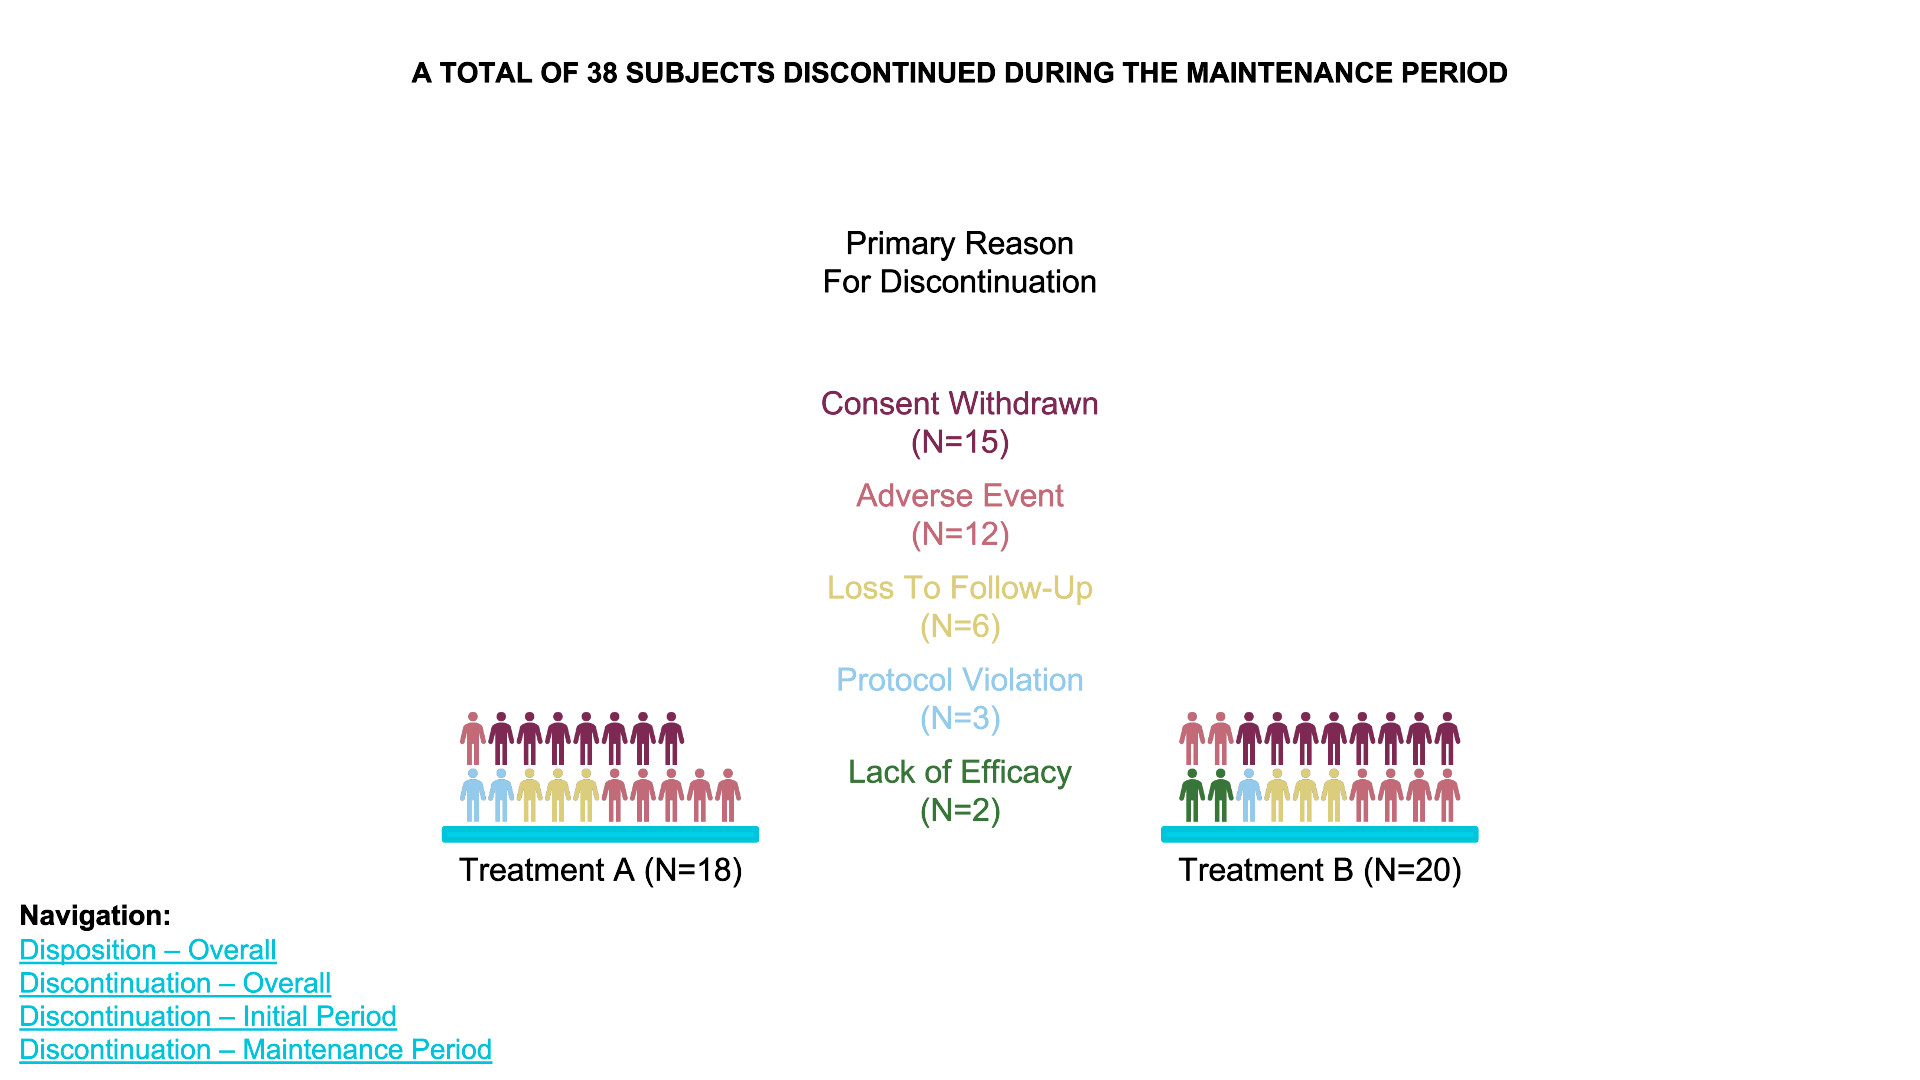 A TOTAL OF 38 SUBJECTS DISCONTINUED DURING THE MAINTENANCE PERIOD
Primary Reason
For Discontinuation
Consent Withdrawn
(N=15)
Adverse Event
(N=12)
Loss To Follow-Up
(N=6)
Protocol Violation
(N=3)
Lack of Efficacy
(N=2)
Treatment A (N=18)
Treatment B (N=20)
Navigation:
Disposition – Overall
Discontinuation – Overall
Discontinuation – Initial Period
Discontinuation – Maintenance Period